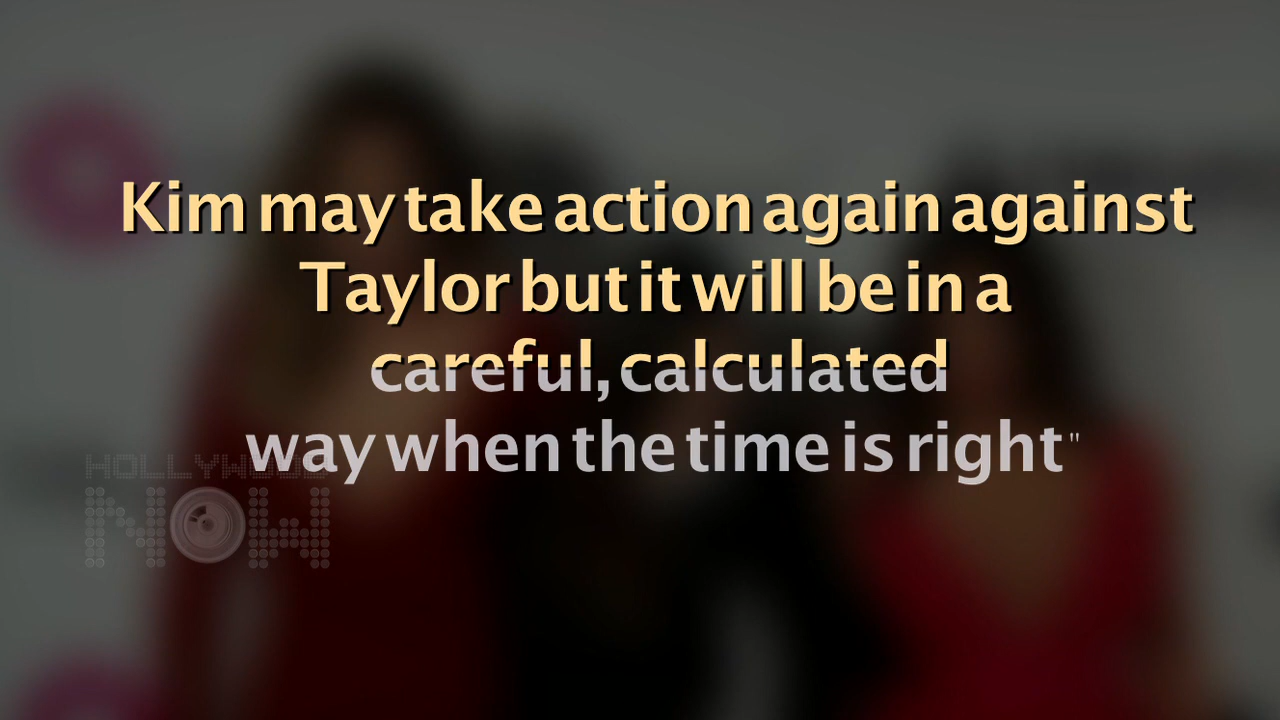 Kim may take action again against
Taylor but it will be in a
careful, calculated
way when the time is right"
HOLLYWOOD
NOW